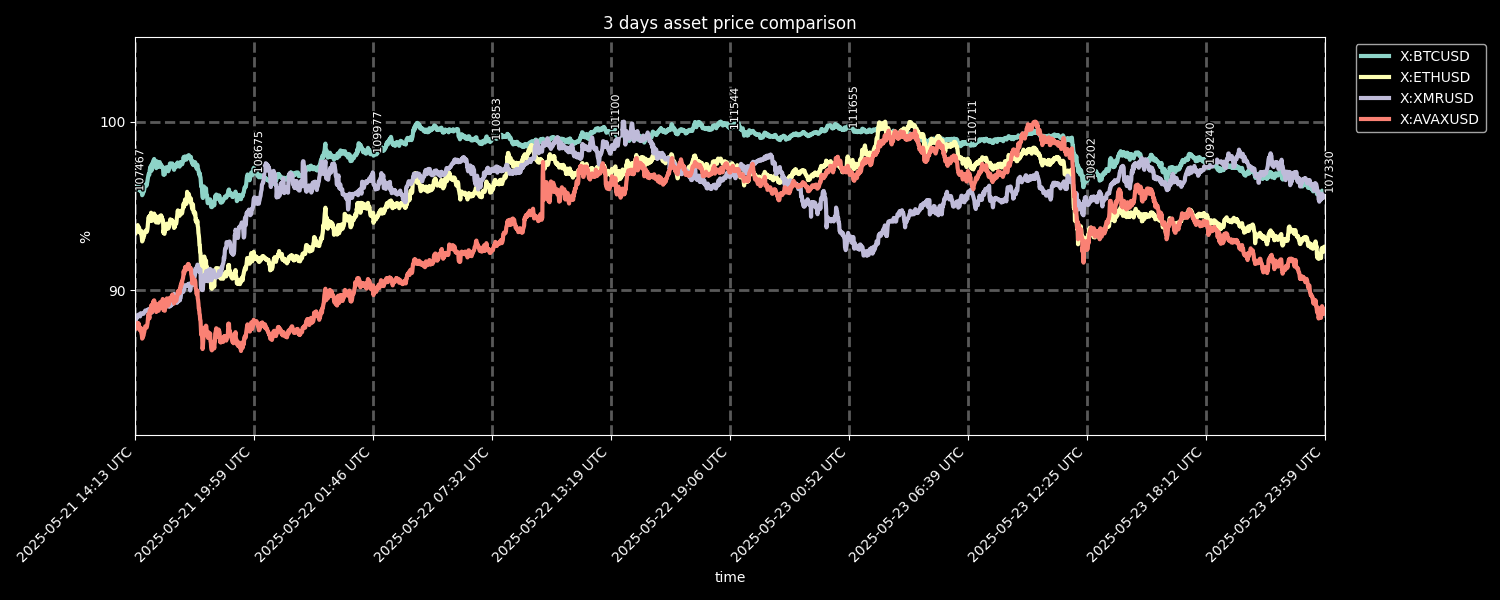 3 days asset price comparison
X:BTCUSD
X:ETHUSD
X:XMRUSD
X:AVAXUSD
%
100
90
107467
108675
109977
110853
111100
111544
111655
110711
108202
109240
107330
2025-05-21 14:13 UTC
2025-05-21 19:59 UTC
2025-05-22 01:46 UTC
2025-05-22 07:32 UTC
2025-05-22 13:19 UTC
2025-05-22 19:06 UTC
2025-05-23 00:52 UTC
2025-05-23 06:39 UTC
2025-05-23 12:25 UTC
2025-05-23 18:12 UTC
2025-05-23 23:59 UTC
time